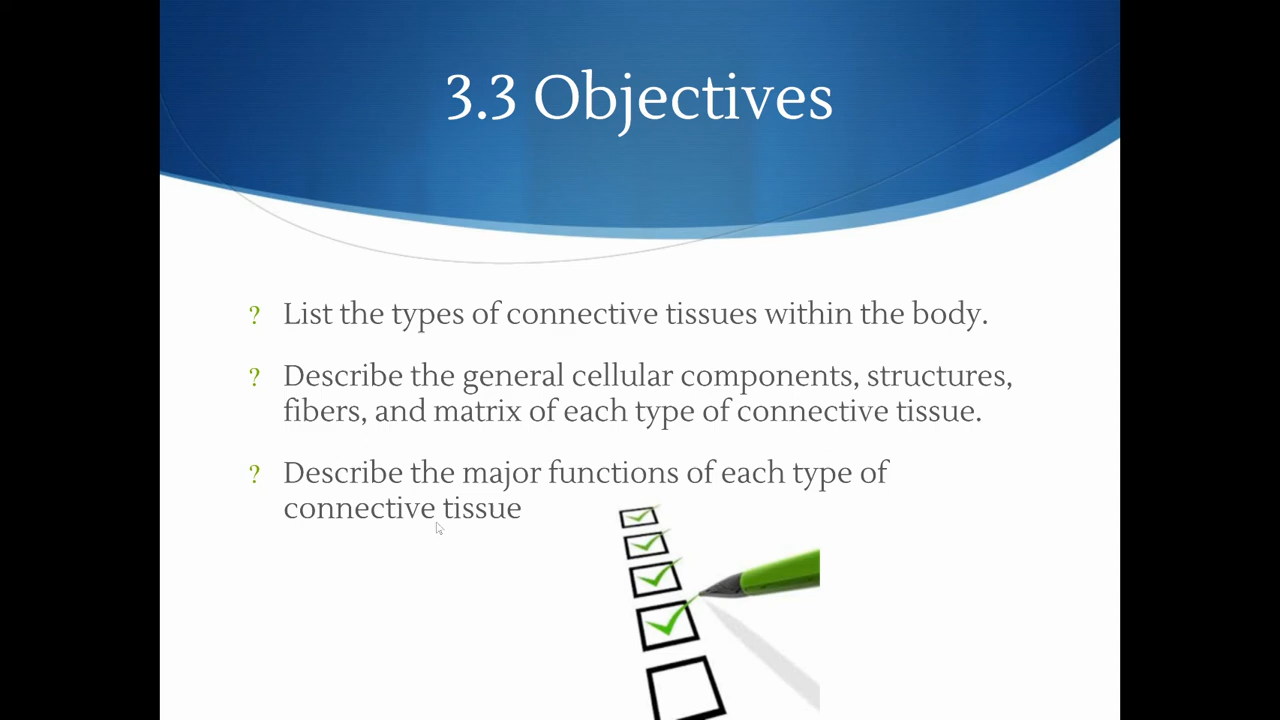 3.3 Objectives
? List the types of connective tissues within the body.
? Describe the general cellular components, structures,
fibers, and matrix of each type of connective tissue.
? Describe the major functions of each type of
connective tissue